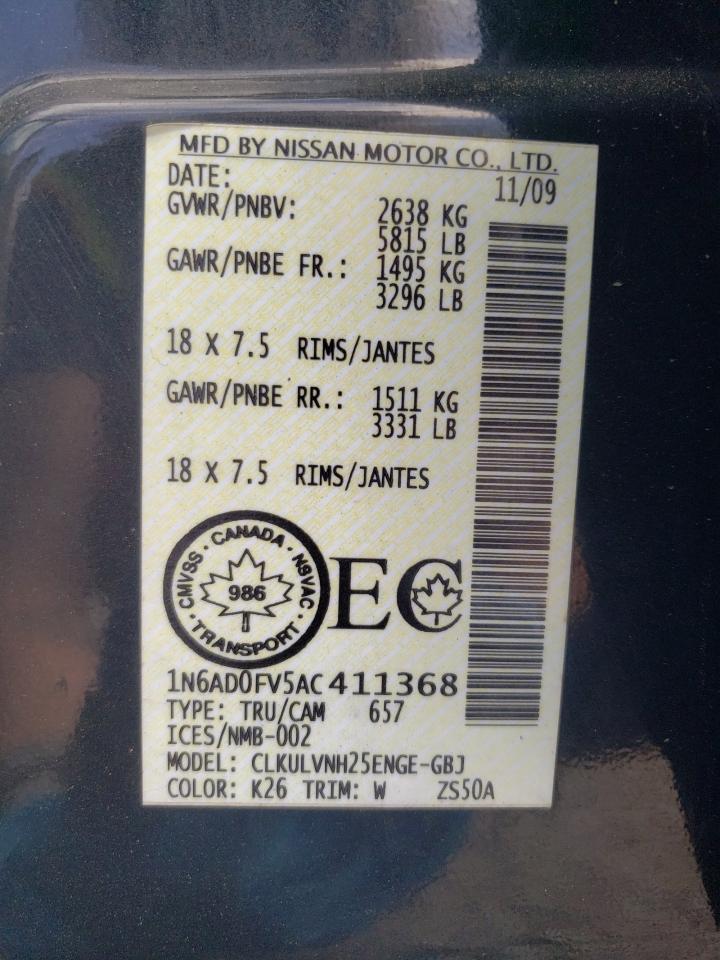 MFD BY NISSAN MOTOR CO., LTD.
DATE: 11/09
GVWR/PNBV: 2638 KG
5815 LB
GAWR/PNBE FR.: 1495 KG
3296 LB
18 X 7.5 RIMS/JANTES
GAWR/PNBE RR.: 1511 KG
3331 LB
18 X 7.5 RIMS/JANTES
CMVSS · CANADA · NSVAC · TRANSPORT ·
986
EC
1N6AD0FV5AC411368
TYPE: TRU/CAM 657
ICES/NMB-002
MODEL: CLKULVNH25ENGE-GBJ
COLOR: K26 TRIM: W ZS50A